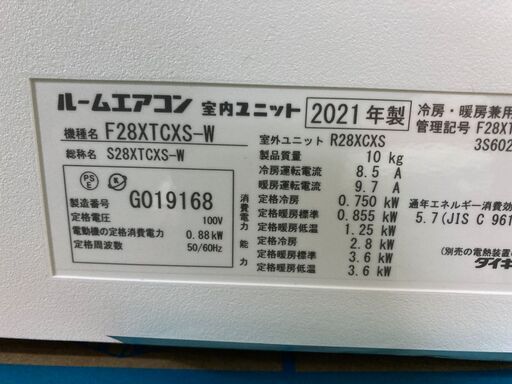 ルームエアコン 室内ユニット 2021年製 冷房・暖房兼用
機種名 F28XTCXS-W
総称名 S28XTCXS-W
PSE
製造番号 G019168
定格電圧 100V
電動機の定格消費電力 0.88kW
定格周波数 50/60Hz
室外ユニット R28XCXS
製品質量 10 kg
冷房運転電流 8.5 A
暖房運転電流 9.7 A
消費電力
定格冷房 0.750 kW
定格暖房標準 0.855 kW
定格暖房低温 1.25 kW
能力
定格冷房 2.8 kW
定格暖房標準 3.6 kW
定格暖房低温 3.6 kW
管理記号 F28XT
3S602
通年エネルギー消費効
5.7(JIS C 961
(別売の電熱装置
ダイキ